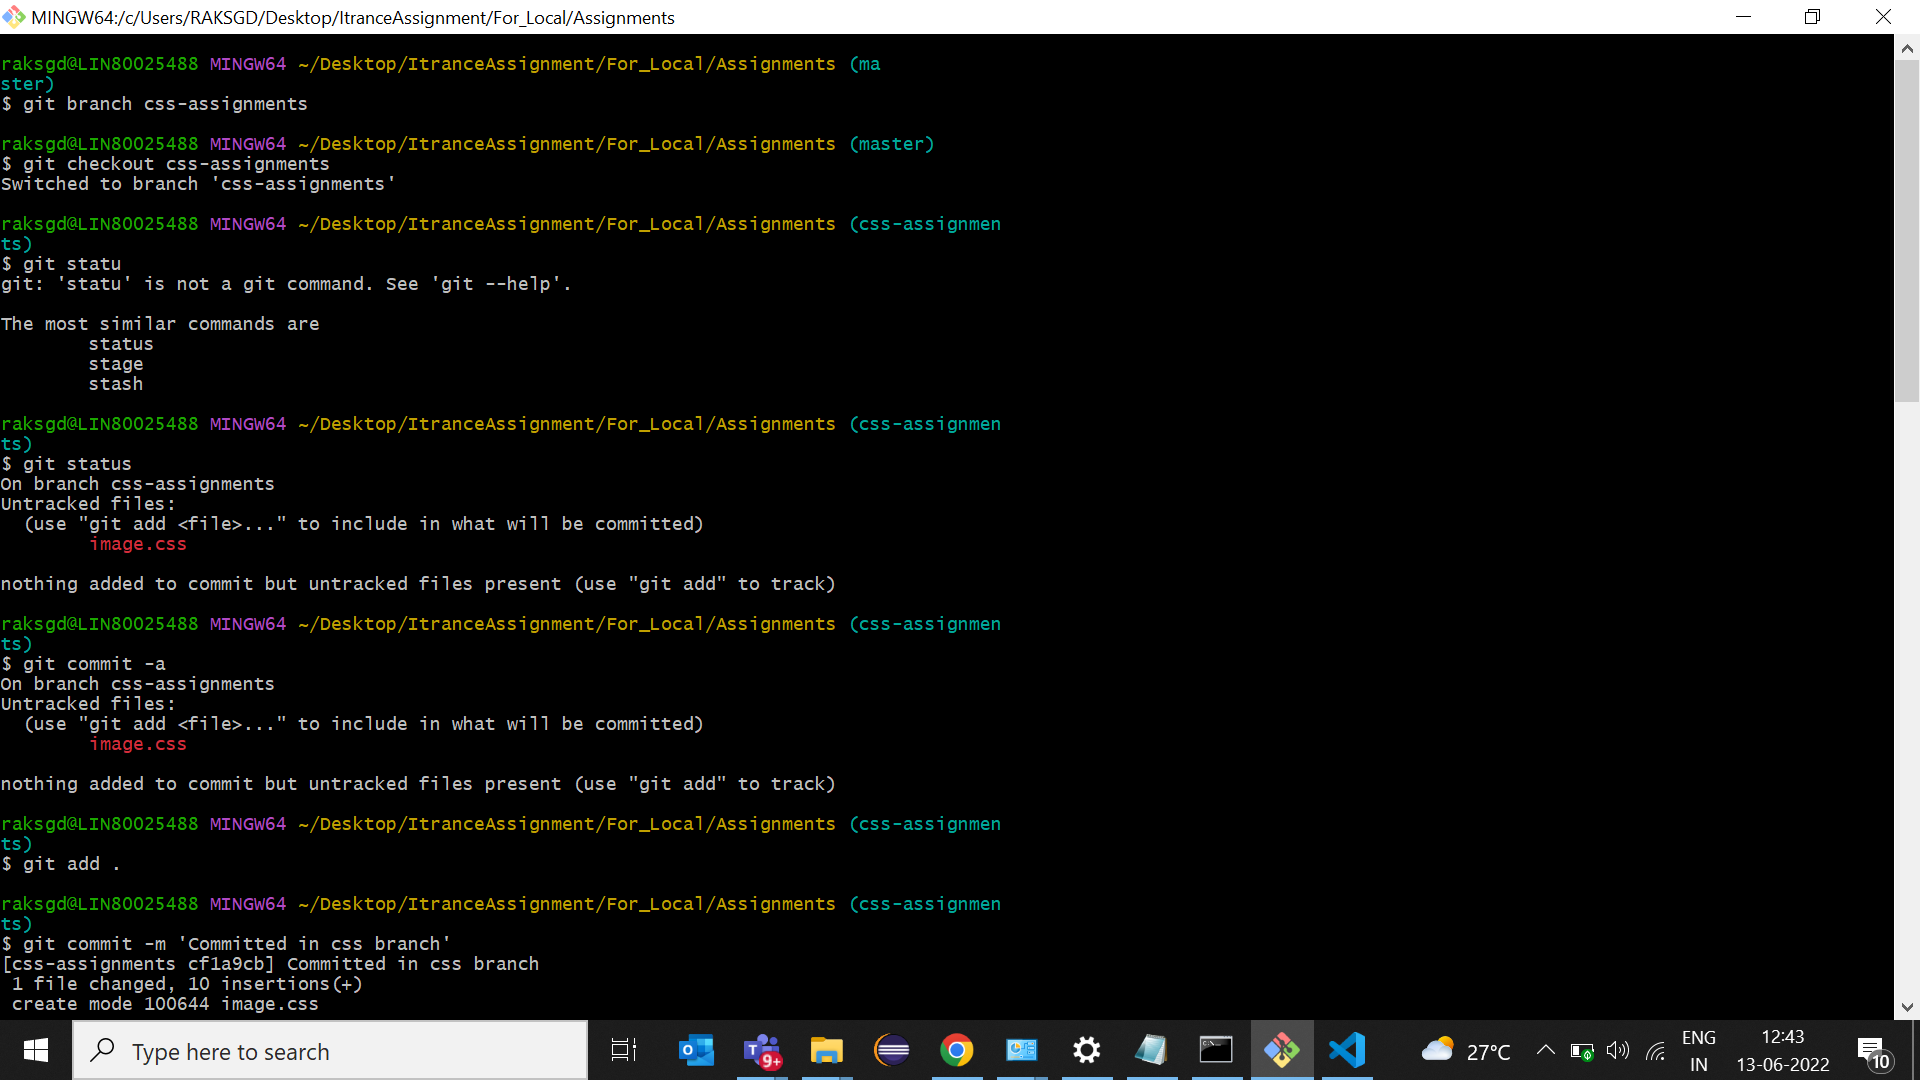 MINGW64:/c/Users/RAKSGD/Desktop/ItranceAssignment/For_Local/Assignments
raksgd@LIN80025488 MINGW64 ~/Desktop/ItranceAssignment/For_Local/Assignments (ma
ster)
$ git branch css-assignments
raksgd@LIN80025488 MINGW64 ~/Desktop/ItranceAssignment/For_Local/Assignments (master)
$ git checkout css-assignments
Switched to branch 'css-assignments'
raksgd@LIN80025488 MINGW64 ~/Desktop/ItranceAssignment/For_Local/Assignments (css-assignmen
ts)
$ git statu
git: 'statu' is not a git command. See 'git --help'.
The most similar commands are
status
stage
stash
raksgd@LIN80025488 MINGW64 ~/Desktop/ItranceAssignment/For_Local/Assignments (css-assignmen
ts)
$ git status
On branch css-assignments
Untracked files:
(use "git add <file>..." to include in what will be committed)
image.css
nothing added to commit but untracked files present (use "git add" to track)
raksgd@LIN80025488 MINGW64 ~/Desktop/ItranceAssignment/For_Local/Assignments (css-assignmen
ts)
$ git commit -a
On branch css-assignments
Untracked files:
(use "git add <file>..." to include in what will be committed)
image.css
nothing added to commit but untracked files present (use "git add" to track)
raksgd@LIN80025488 MINGW64 ~/Desktop/ItranceAssignment/For_Local/Assignments (css-assignmen
ts)
$ git add .
raksgd@LIN80025488 MINGW64 ~/Desktop/ItranceAssignment/For_Local/Assignments (css-assignmen
ts)
$ git commit -m 'Committed in css branch'
[css-assignments cf1a9cb] Committed in css branch
1 file changed, 10 insertions(+)
create mode 100644 image.css
Type here to search
9+
27°C
ENG
IN
12:43
13-06-2022
10